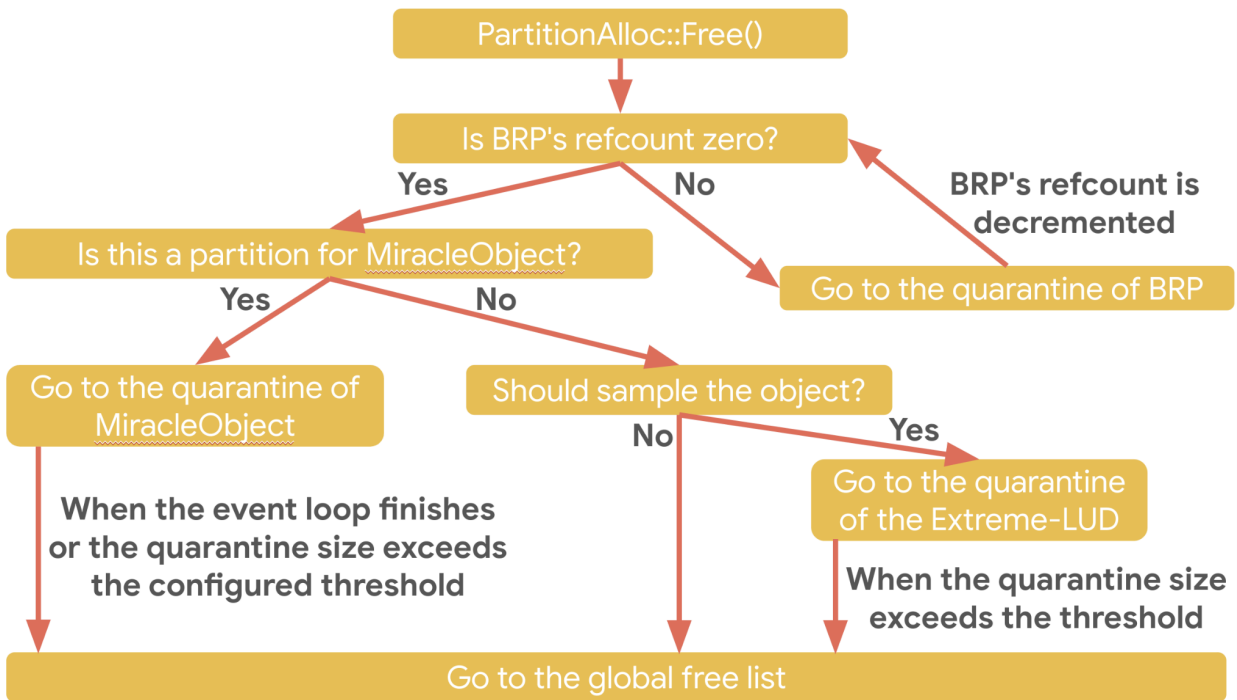 PartitionAlloc::Free()
Is BRP's refcount zero?
Yes
No
BRP's refcount is
decremented
Is this a partition for MiracleObject?
Go to the quarantine of BRP
Yes
No
Go to the quarantine of
MiracleObject
Should sample the object?
No
Yes
Go to the quarantine
of the Extreme-LUD
When the event loop finishes
or the quarantine size exceeds
the configured threshold
When the quarantine size
exceeds the threshold
Go to the global free list